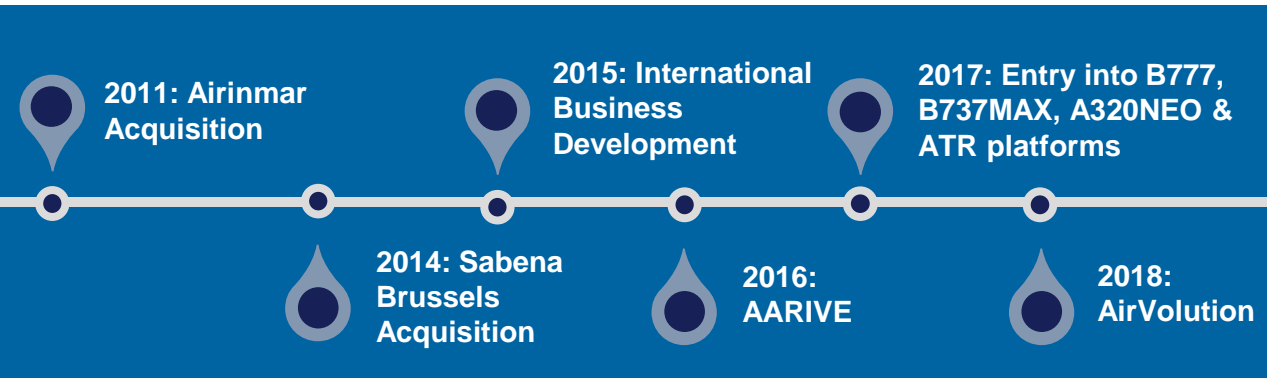 2011: Airinmar
Acquisition
2014: Sabena
Brussels
Acquisition
2015: International
Business
Development
2016:
AARIVE
2017: Entry into B777,
B737MAX, A320NEO &
ATR platforms
2018:
AirVolution